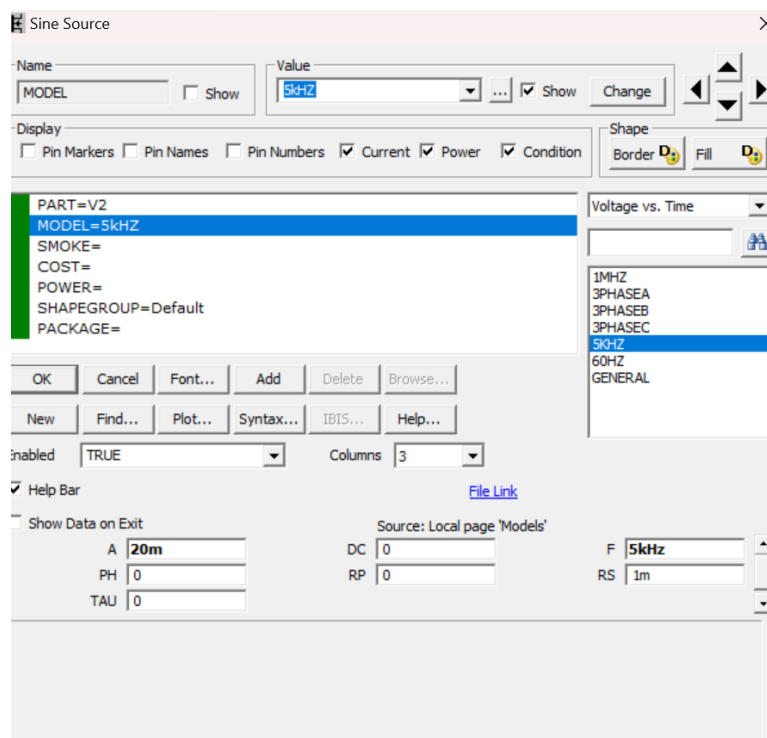 Sine Source
Name
MODEL
Show
Value
5kHZ
...
Show
Change
Display
Pin Markers Pin Names Pin Numbers Current Power Condition
Shape
Border Fill
PART=V2
MODEL=5kHZ
SMOKE=
COST=
POWER=
SHAPEGROUP=Default
PACKAGE=
Voltage vs. Time
1MHZ
3PHASEA
3PHASEB
3PHASEC
5KHZ
60HZ
GENERAL
OK Cancel Font... Add Delete Browse...
New Find... Plot... Syntax... IBIS... Help...
nabled TRUE Columns 3
Help Bar File Link
Show Data on Exit Source: Local page 'Models'
A 20m DC 0 F 5kHz
PH 0 RP 0 RS 1m
TAU 0